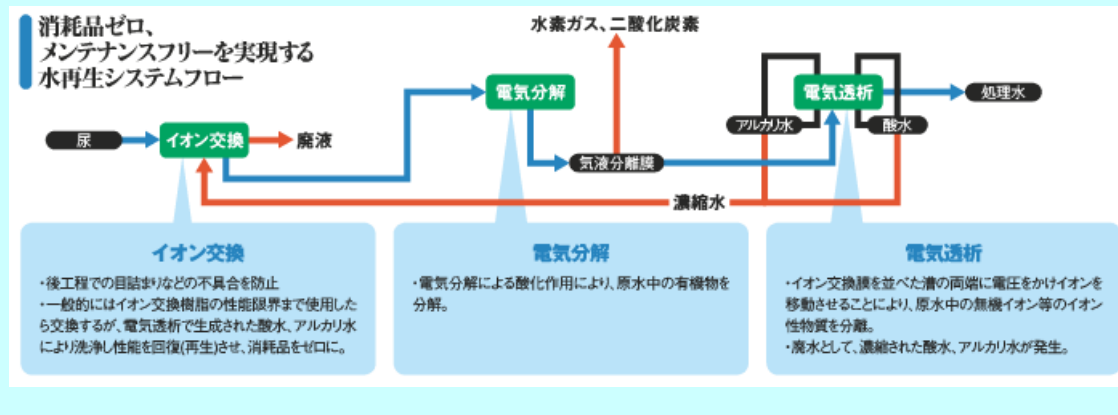 消耗品ゼロ、
メンテナンスフリーを実現する
水再生システムフロー
水素ガス、二酸化炭素
電気分解
電気透析
処理水
アルカリ水
酸水
尿
イオン交換
廃液
気液分離膜
濃縮水
イオン交換
・後工程での目詰まりなどの不具合を防止
・一般的にはイオン交換樹脂の性能限界まで使用した
ら交換するが、電気透析で生成された酸水、アルカリ水
により洗浄し性能を回復(再生)させ、消耗品をゼロに。
電気分解
・電気分解による酸化作用により、原水中の有機物を
分解。
電気透析
・イオン交換膜を並べた漕の両端に電圧をかけイオンを
移動させることにより、原水中の無機イオン等のイオン
性物質を分離。
・廃水として、濃縮された酸水、アルカリ水が発生。